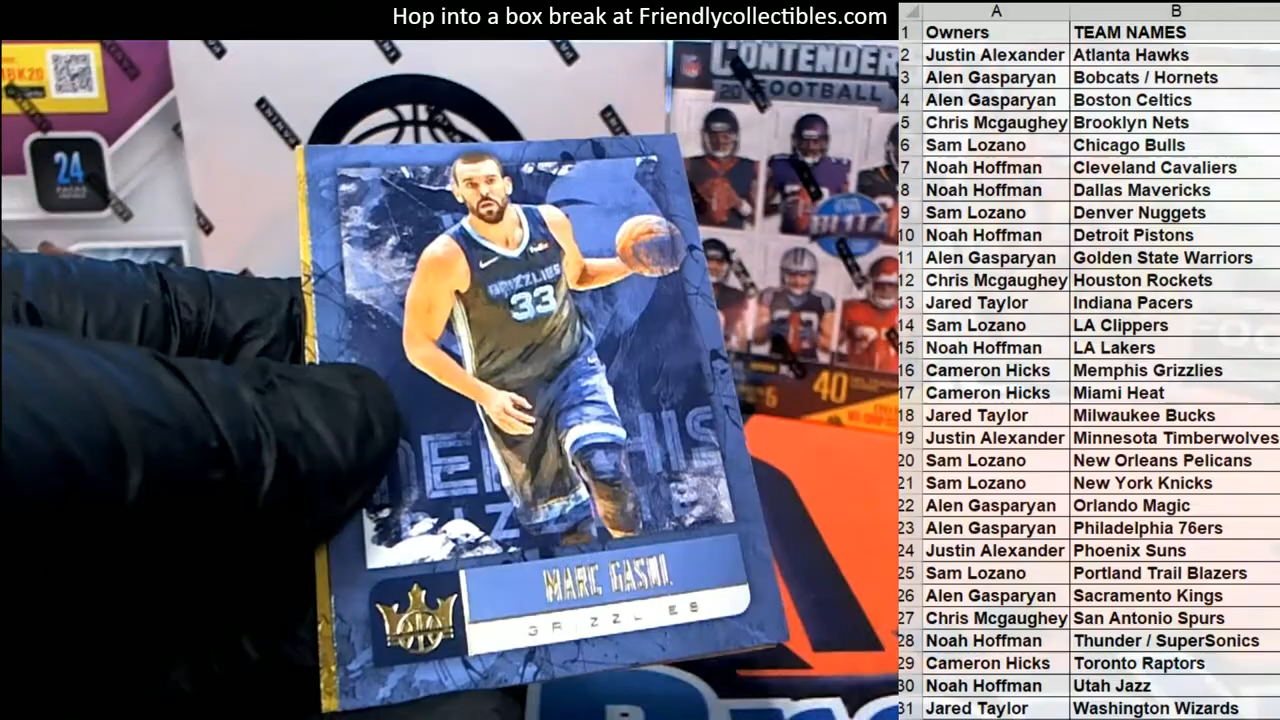 Hop into a box break at Friendlycollectibles.com
BK20
24
CONTENDER
20 FOOTBALL
BLITZ
6
40
GRIZZLIES
33
MARC GASOL
GRIZZLIES
A B
1 Owners TEAM NAMES
2 Justin Alexander Atlanta Hawks
3 Alen Gasparyan Bobcats / Hornets
4 Alen Gasparyan Boston Celtics
5 Chris Mcgaughey Brooklyn Nets
6 Sam Lozano Chicago Bulls
7 Noah Hoffman Cleveland Cavaliers
8 Noah Hoffman Dallas Mavericks
9 Sam Lozano Denver Nuggets
10 Noah Hoffman Detroit Pistons
11 Alen Gasparyan Golden State Warriors
12 Chris Mcgaughey Houston Rockets
13 Jared Taylor Indiana Pacers
14 Sam Lozano LA Clippers
15 Noah Hoffman LA Lakers
16 Cameron Hicks Memphis Grizzlies
17 Cameron Hicks Miami Heat
18 Jared Taylor Milwaukee Bucks
19 Justin Alexander Minnesota Timberwolves
20 Sam Lozano New Orleans Pelicans
21 Sam Lozano New York Knicks
22 Alen Gasparyan Orlando Magic
23 Alen Gasparyan Philadelphia 76ers
24 Justin Alexander Phoenix Suns
25 Sam Lozano Portland Trail Blazers
26 Alen Gasparyan Sacramento Kings
27 Chris Mcgaughey San Antonio Spurs
28 Noah Hoffman Thunder / SuperSonics
29 Cameron Hicks Toronto Raptors
30 Noah Hoffman Utah Jazz
31 Jared Taylor Washington Wizards